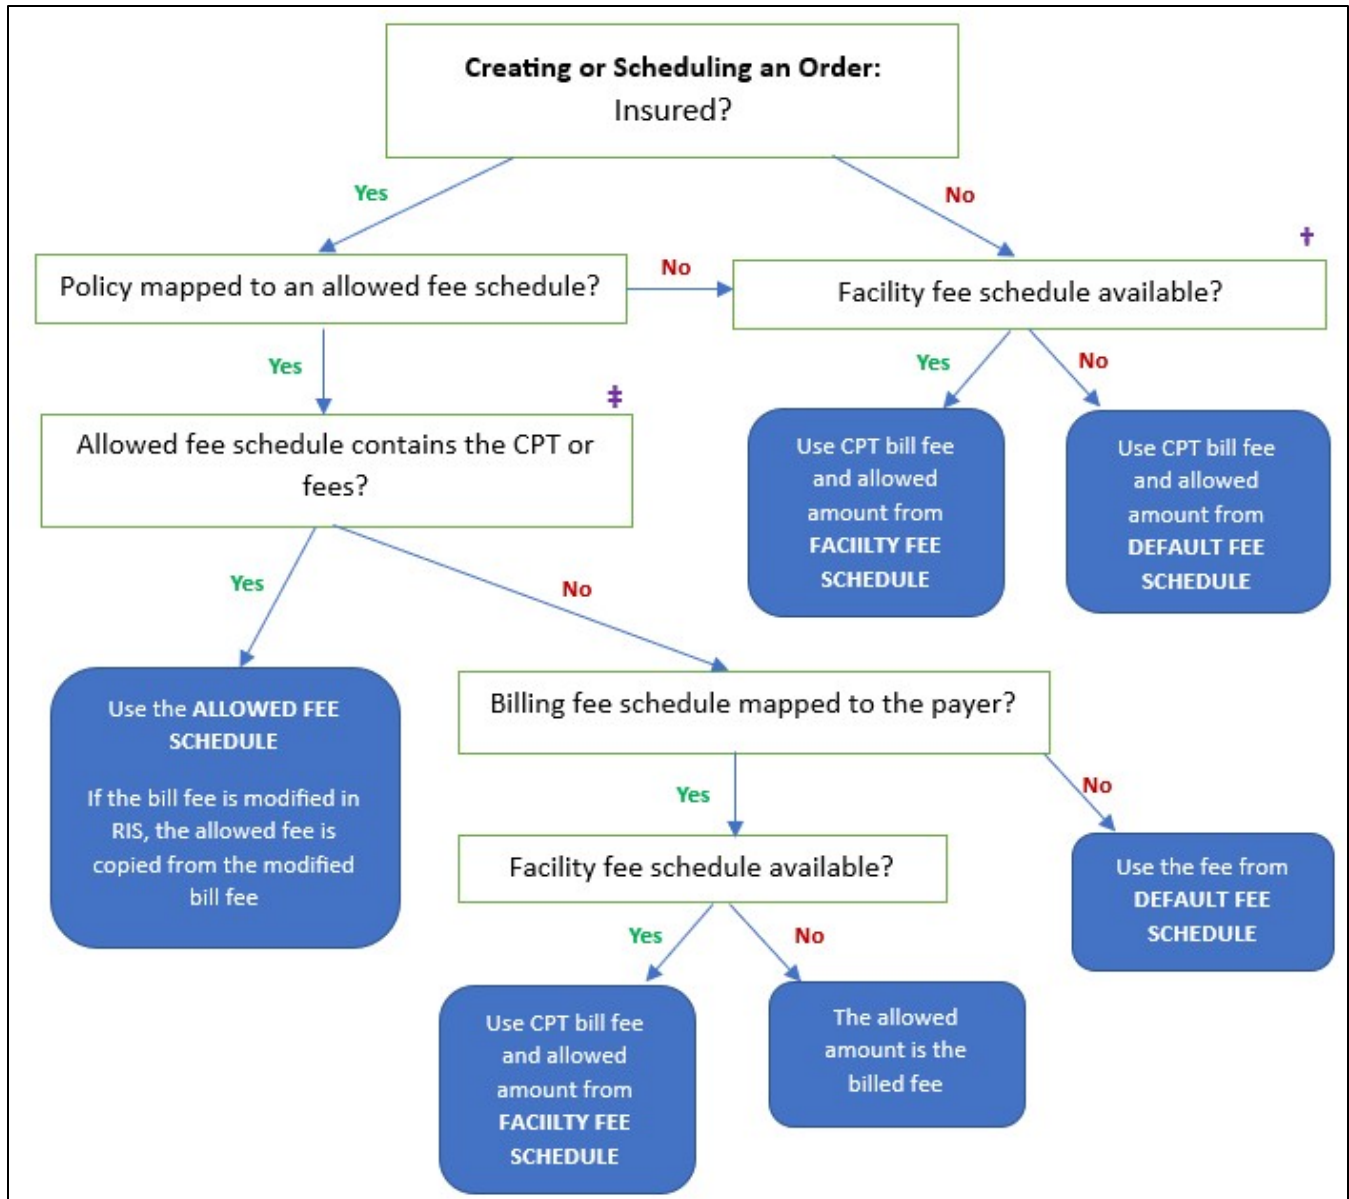 Creating or Scheduling an Order:
Insured?
Yes
No
†
Policy mapped to an allowed fee schedule?
No
Facility fee schedule available?
Yes
‡
Yes
No
Allowed fee schedule contains the CPT or
fees?
Use CPT bill fee
and allowed
amount from
FACIILTY FEE
SCHEDULE
Use CPT bill fee
and allowed
amount from
DEFAULT FEE
SCHEDULE
Yes
No
Use the ALLOWED FEE
SCHEDULE
If the bill fee is modified in
RIS, the allowed fee is
copied from the modified
bill fee
Billing fee schedule mapped to the payer?
Yes
No
Facility fee schedule available?
Use the fee from
DEFAULT FEE
SCHEDULE
Yes
No
Use CPT bill fee
and allowed
amount from
FACIILTY FEE
SCHEDULE
The allowed
amount is the
billed fee